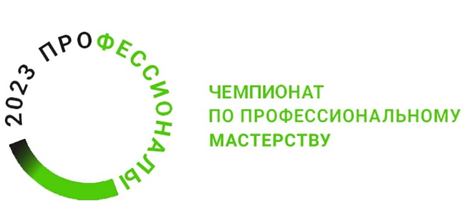 2023 ПРОФЕССИОНАЛЫ
ЧЕМПИОНАТ
ПО ПРОФЕССИОНАЛЬНОМУ
МАСТЕРСТВУ